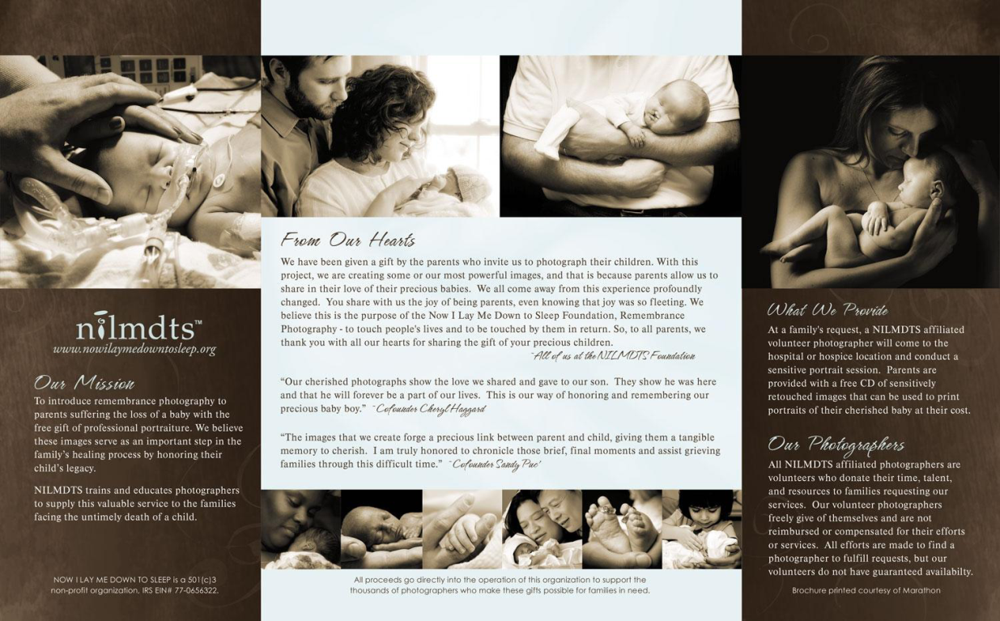 nilmdts™
www.nowilaymedowntosleep.org
Our Mission
To introduce remembrance photography to
parents suffering the loss of a baby with the
free gift of professional portraiture. We believe
these images serve as an important step in the
family's healing process by honoring their
child's legacy.
NILMDTS trains and educates photographers
to supply this valuable service to the families
facing the untimely death of a child.
NOW I LAY ME DOWN TO SLEEP is a 501(c)3
non-profit organization, IRS EIN# 77-0656322.
From Our Hearts
We have been given a gift by the parents who invite us to photograph their children. With this
project, we are creating some or our most powerful images, and that is because parents allow us to
share in their love of their precious babies. We all come away from this experience profoundly
changed. You share with us the joy of being parents, even knowing that joy was so fleeting. We
believe this is the purpose of the Now I Lay Me Down to Sleep Foundation, Remembrance
Photography - to touch people's lives and to be touched by them in return. So, to all parents, we
thank you with all our hearts for sharing the gift of your precious children.
~All of us at the NILMDTS Foundation
“Our cherished photographs show the love we shared and gave to our son. They show he was here
and that he will forever be a part of our lives. This is our way of honoring and remembering our
precious baby boy.” ~Cofounder Cheryl Haggard
“The images that we create forge a precious link between parent and child, giving them a tangible
memory to cherish. I am truly honored to chronicle those brief, final moments and assist grieving
families through this difficult time.” ~Cofounder Sandy Puc'
All proceeds go directly into the operation of this organization to support the
thousands of photographers who make these gifts possible for families in need.
What We Provide
At a family's request, a NILMDTS affiliated
volunteer photographer will come to the
hospital or hospice location and conduct a
sensitive portrait session. Parents are
provided with a free CD of sensitively
retouched images that can be used to print
portraits of their cherished baby at their cost.
Our Photographers
All NILMDTS affiliated photographers are
volunteers who donate their time, talent,
and resources to families requesting our
services. Our volunteer photographers
freely give of themselves and are not
reimbursed or compensated for their efforts
or services. All efforts are made to find a
photographer to fulfill requests, but our
volunteers do not have guaranteed availabilty.
Brochure printed courtesy of Marathon